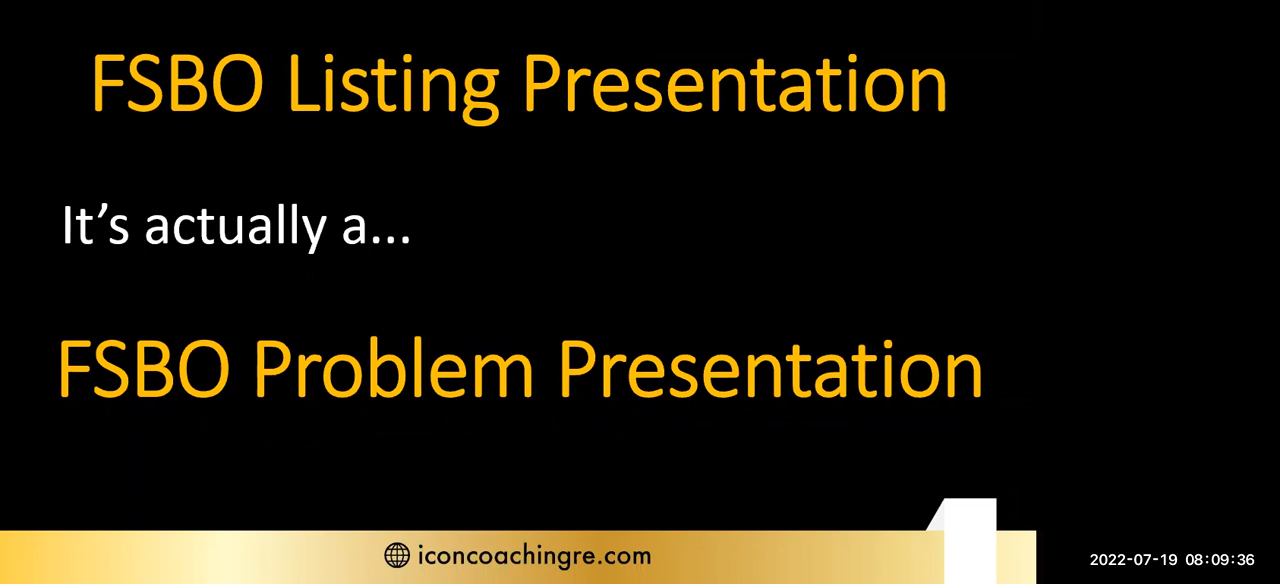 FSBO Listing Presentation
It’s actually a...
FSBO Problem Presentation
iconcoachingre.com
2022-07-19 08:09:36